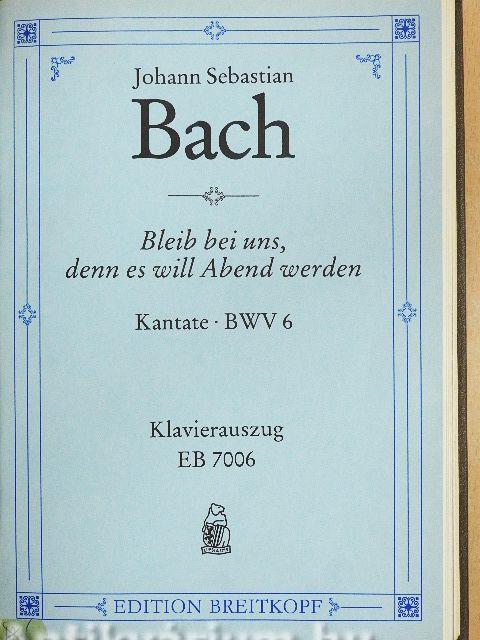 Johann Sebastian
Bach
Bleib bei uns,
denn es will Abend werden
Kantate · BWV 6
Klavierauszug
EB 7006
EDITION BREITKOPF